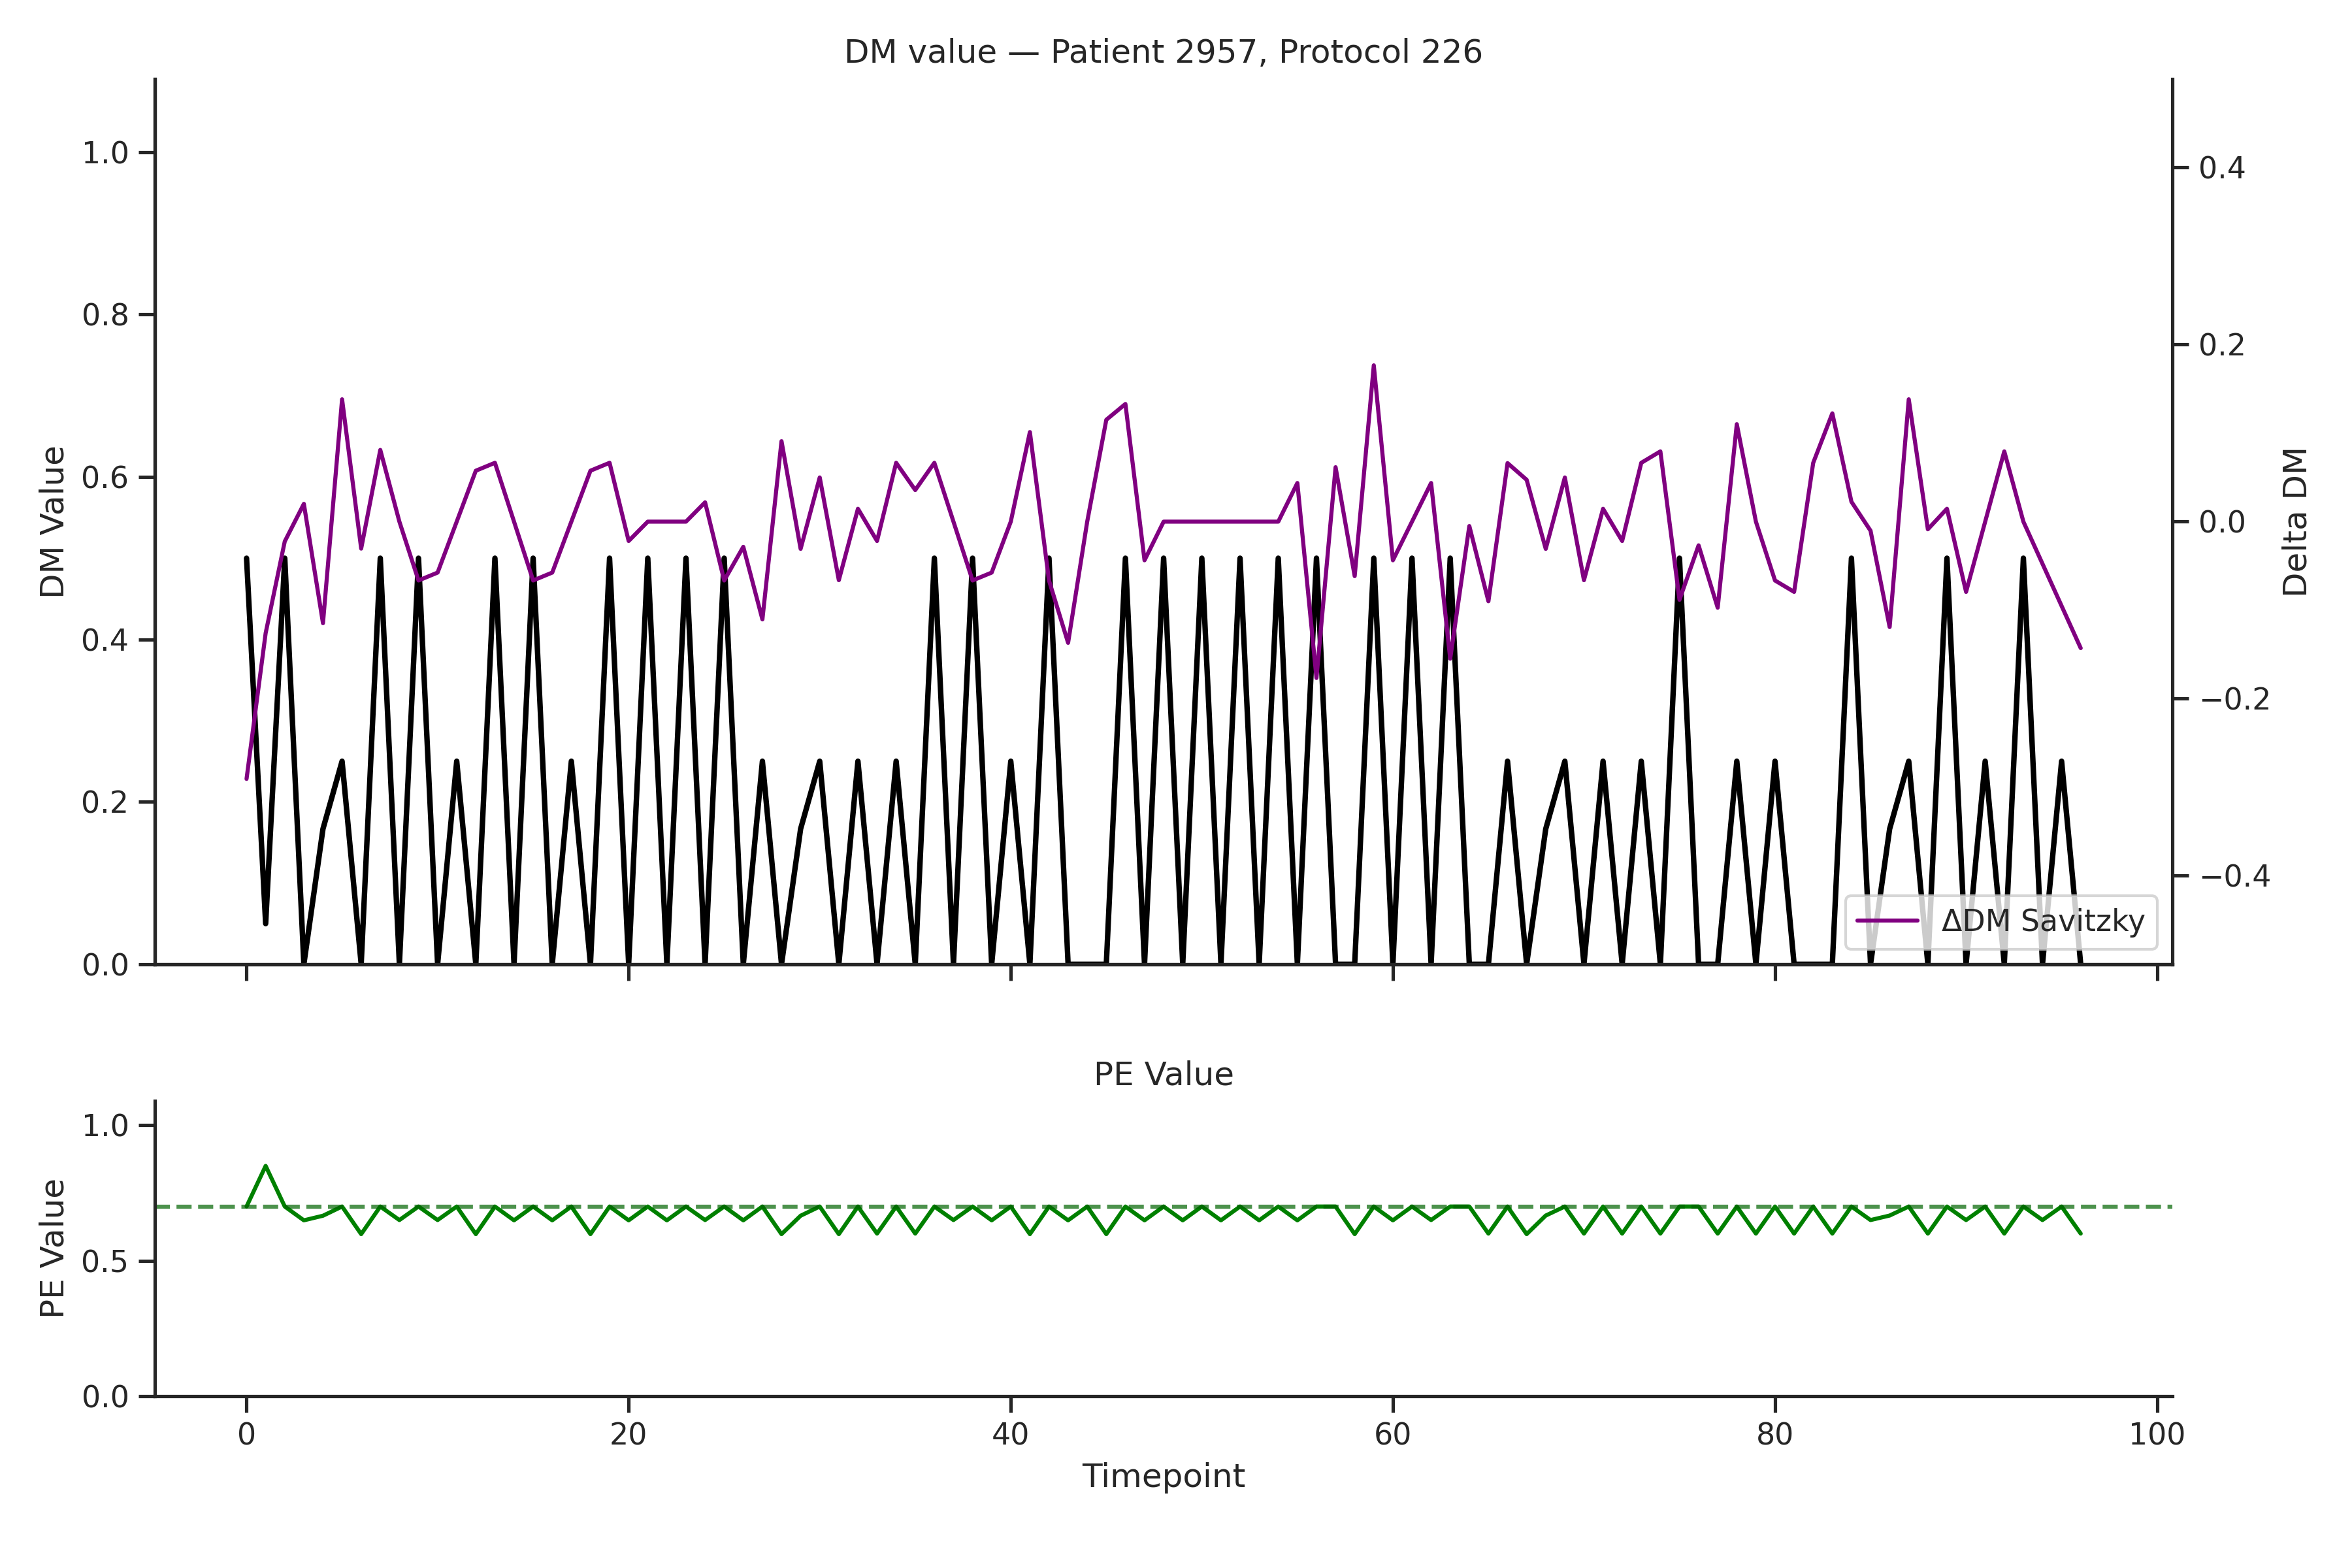 DM value — Patient 2957, Protocol 226
1.0
0.8
0.6
0.4
0.2
0.0
DM Value
0.4
0.2
0.0
−0.2
−0.4
Delta DM
ΔDM Savitzky
PE Value
1.0
0.5
0.0
PE Value
0 20 40 60 80 100
Timepoint